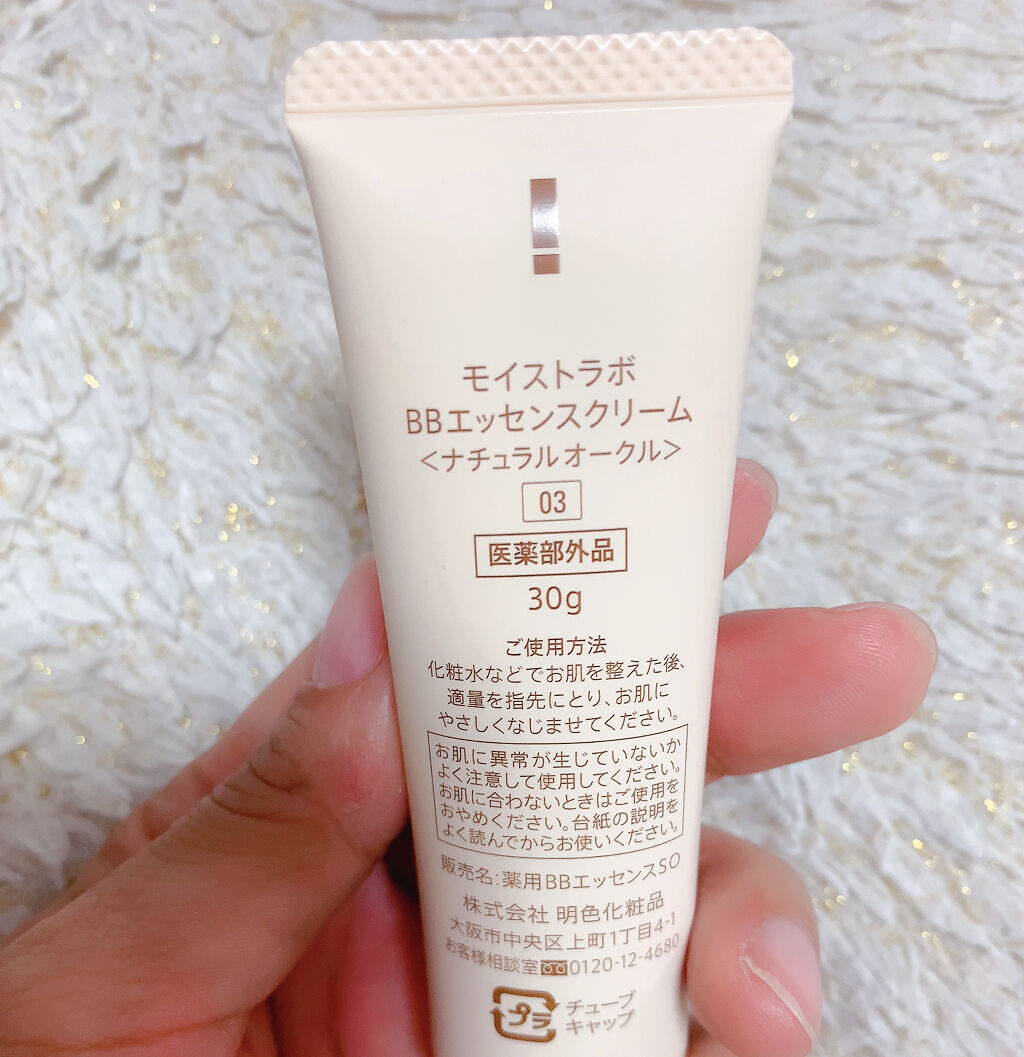 モイストラボ
BBエッセンスクリーム
<ナチュラル オークル>
03
医薬部外品
30g
ご使用方法
化粧水などでお肌を整えた後、
適量を指先にとり、お肌に
やさしくなじませてください。
お肌に異常が生じていないか
よく注意して使用してください。
お肌に合わないときはご使用を
おやめください。台紙の説明を
よく読んでからお使いください。
販売名:薬用BBエッセンスSO
株式会社 明色化粧品
大阪市中央区上町1丁目4-1
お客様相談室 0120-12-4680
プラ
チューブ
キャップ